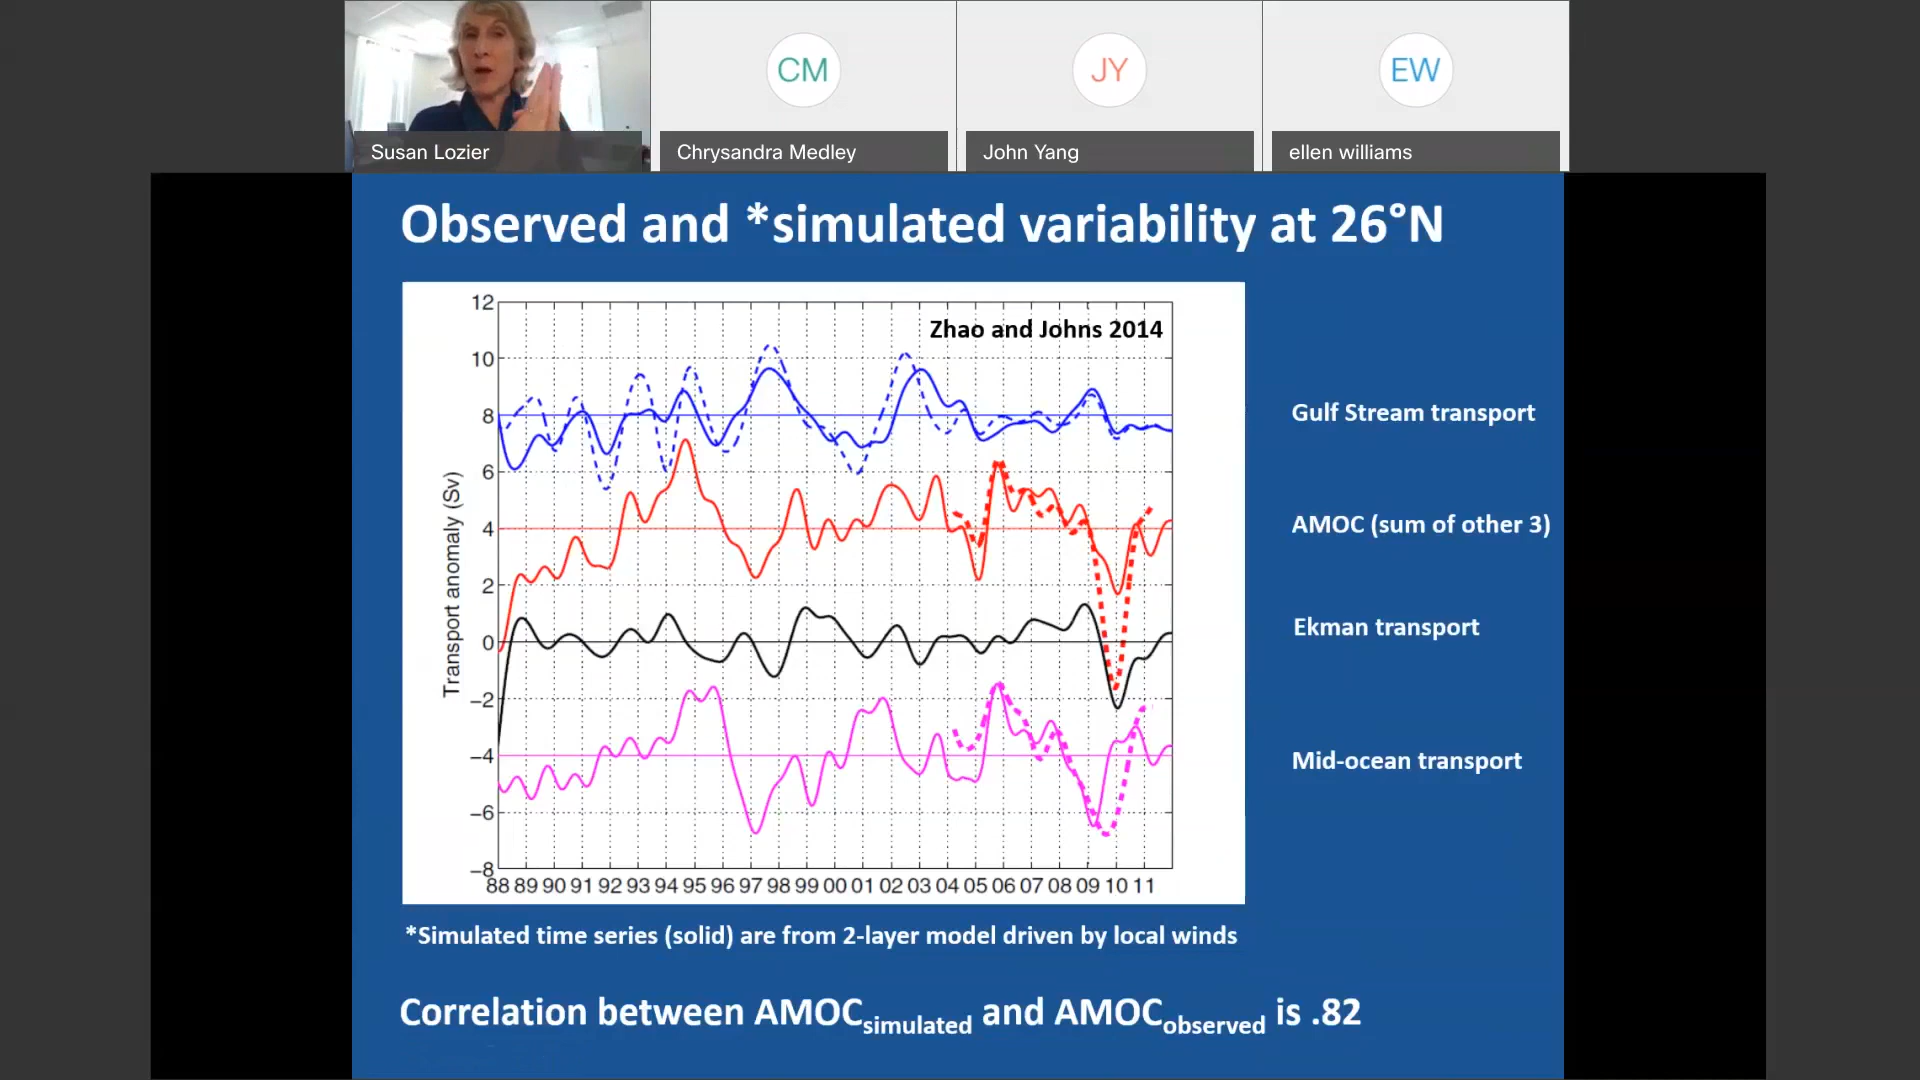 CM
JY
EW
Susan Lozier
Chrysandra Medley
John Yang
ellen williams
Observed and *simulated variability at 26°N
Zhao and Johns 2014
Transport anomaly (Sv)
12
10
8
6
4
2
0
−2
−4
−6
−8
88 89 90 91 92 93 94 95 96 97 98 99 00 01 02 03 04 05 06 07 08 09 10 11
Gulf Stream transport
AMOC (sum of other 3)
Ekman transport
Mid-ocean transport
*Simulated time series (solid) are from 2-layer model driven by local winds
Correlation between AMOCsimulated and AMOCobserved is .82